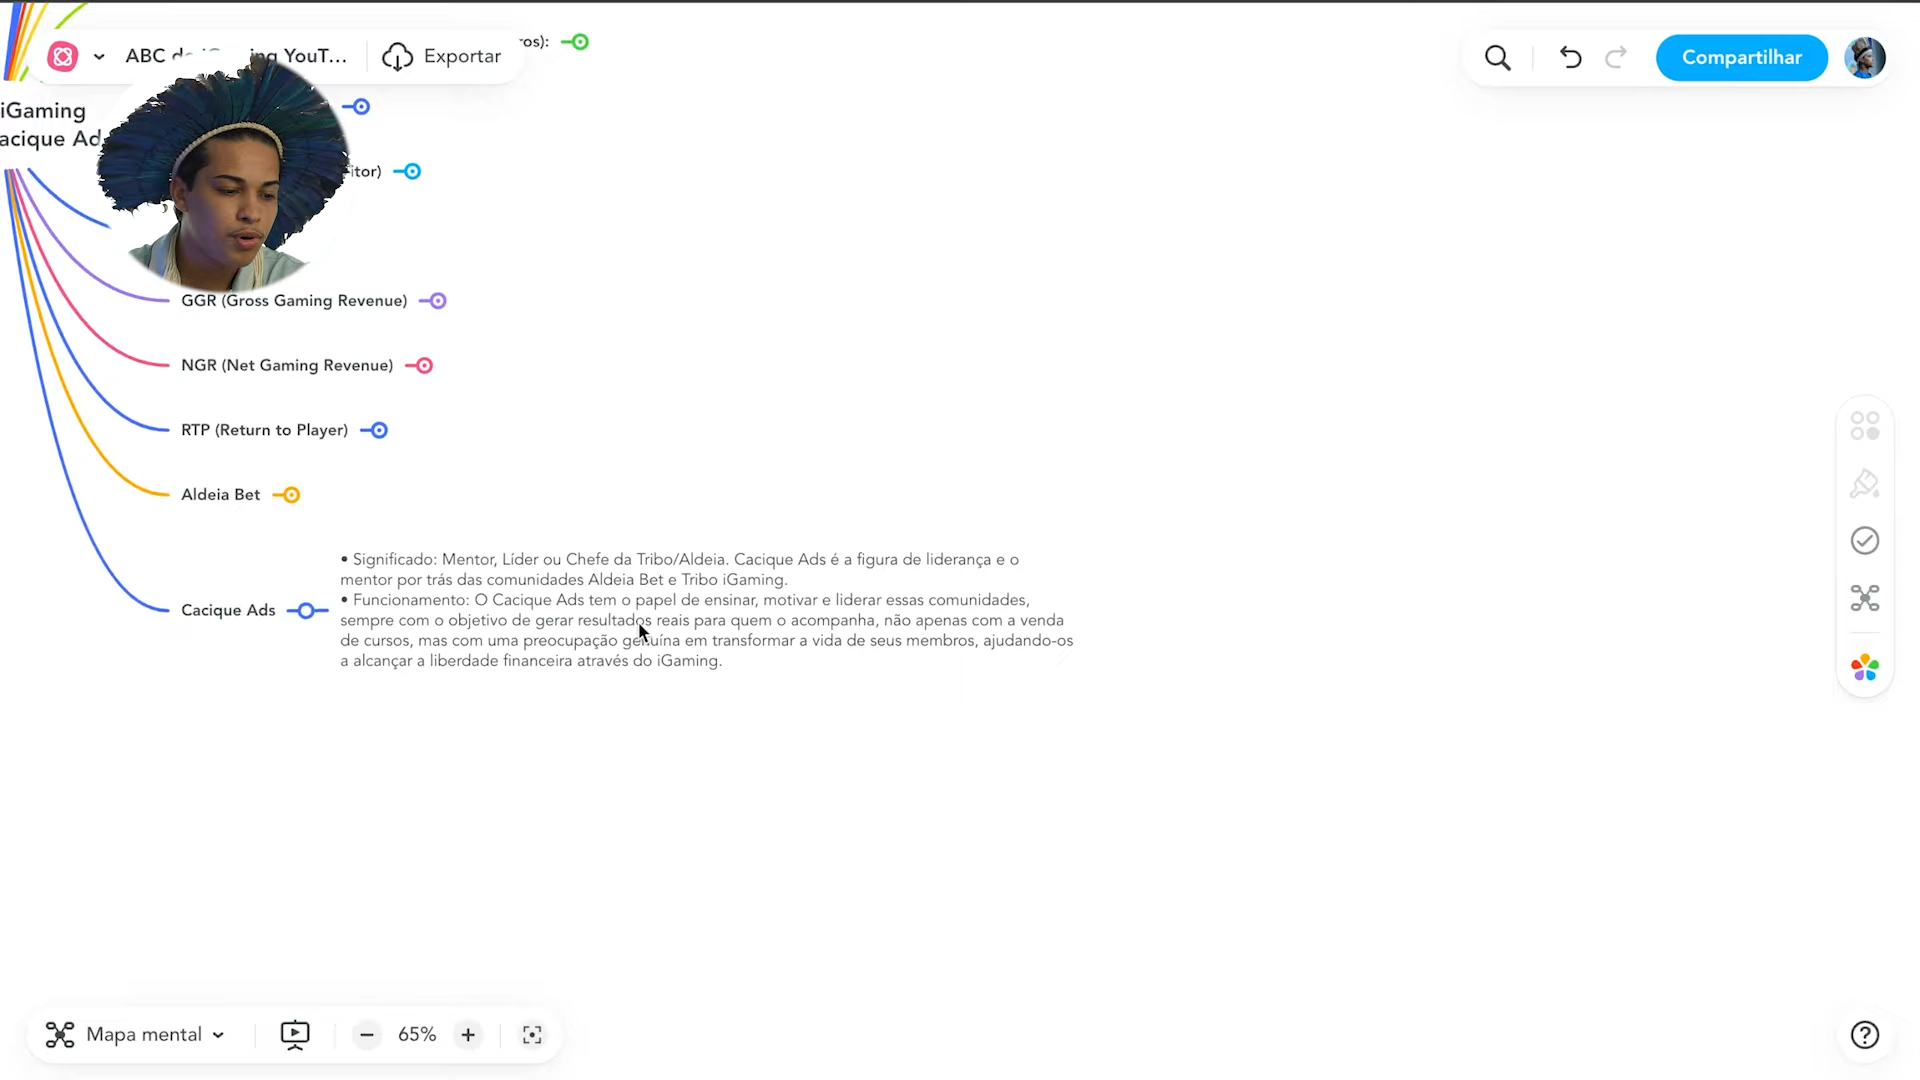 ros):
ABC d
ng YouT...
Exportar
Compartilhar
iGaming
acique Ad
itor)
GGR (Gross Gaming Revenue)
NGR (Net Gaming Revenue)
RTP (Return to Player)
Aldeia Bet
• Significado: Mentor, Líder ou Chefe da Tribo/Aldeia. Cacique Ads é a figura de liderança e o
mentor por trás das comunidades Aldeia Bet e Tribo iGaming.
• Funcionamento: O Cacique Ads tem o papel de ensinar, motivar e liderar essas comunidades,
sempre com o objetivo de gerar resultados reais para quem o acompanha, não apenas com a venda
de cursos, mas com uma preocupação genuína em transformar a vida de seus membros, ajudando-os
a alcançar a liberdade financeira através do iGaming.
Cacique Ads
Mapa mental
65%